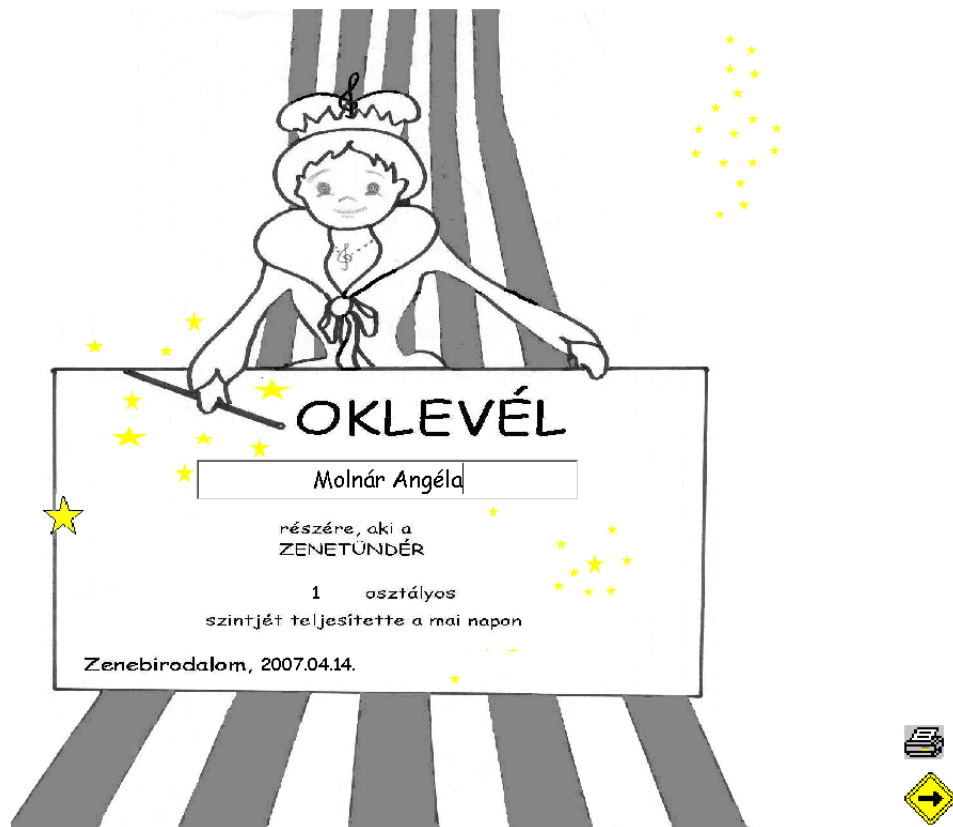 OKLEVÉL
Molnár Angéla
részére, aki a
ZENETÜNDÉR
1 osztályos
szintjét teljesítette a mai napon
Zenebirodalom, 2007.04.14.